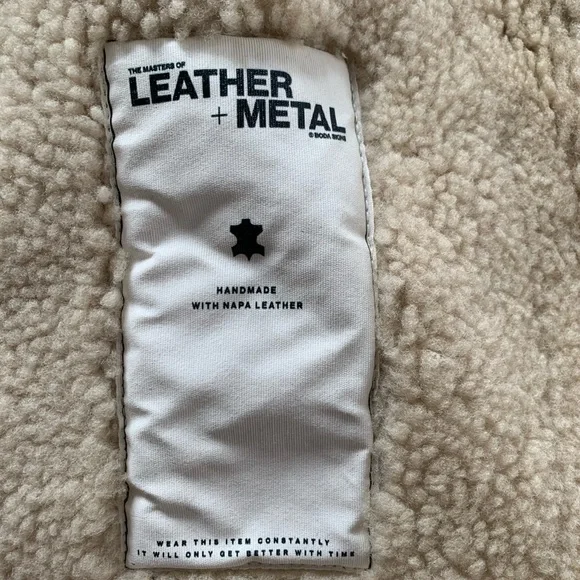 THE MASTERS OF
LEATHER
+ METAL
© BODA SKINS
HANDMADE
WITH NAPA LEATHER
WEAR THIS ITEM CONSTANTLY
IT WILL ONLY GET BETTER WITH TIME